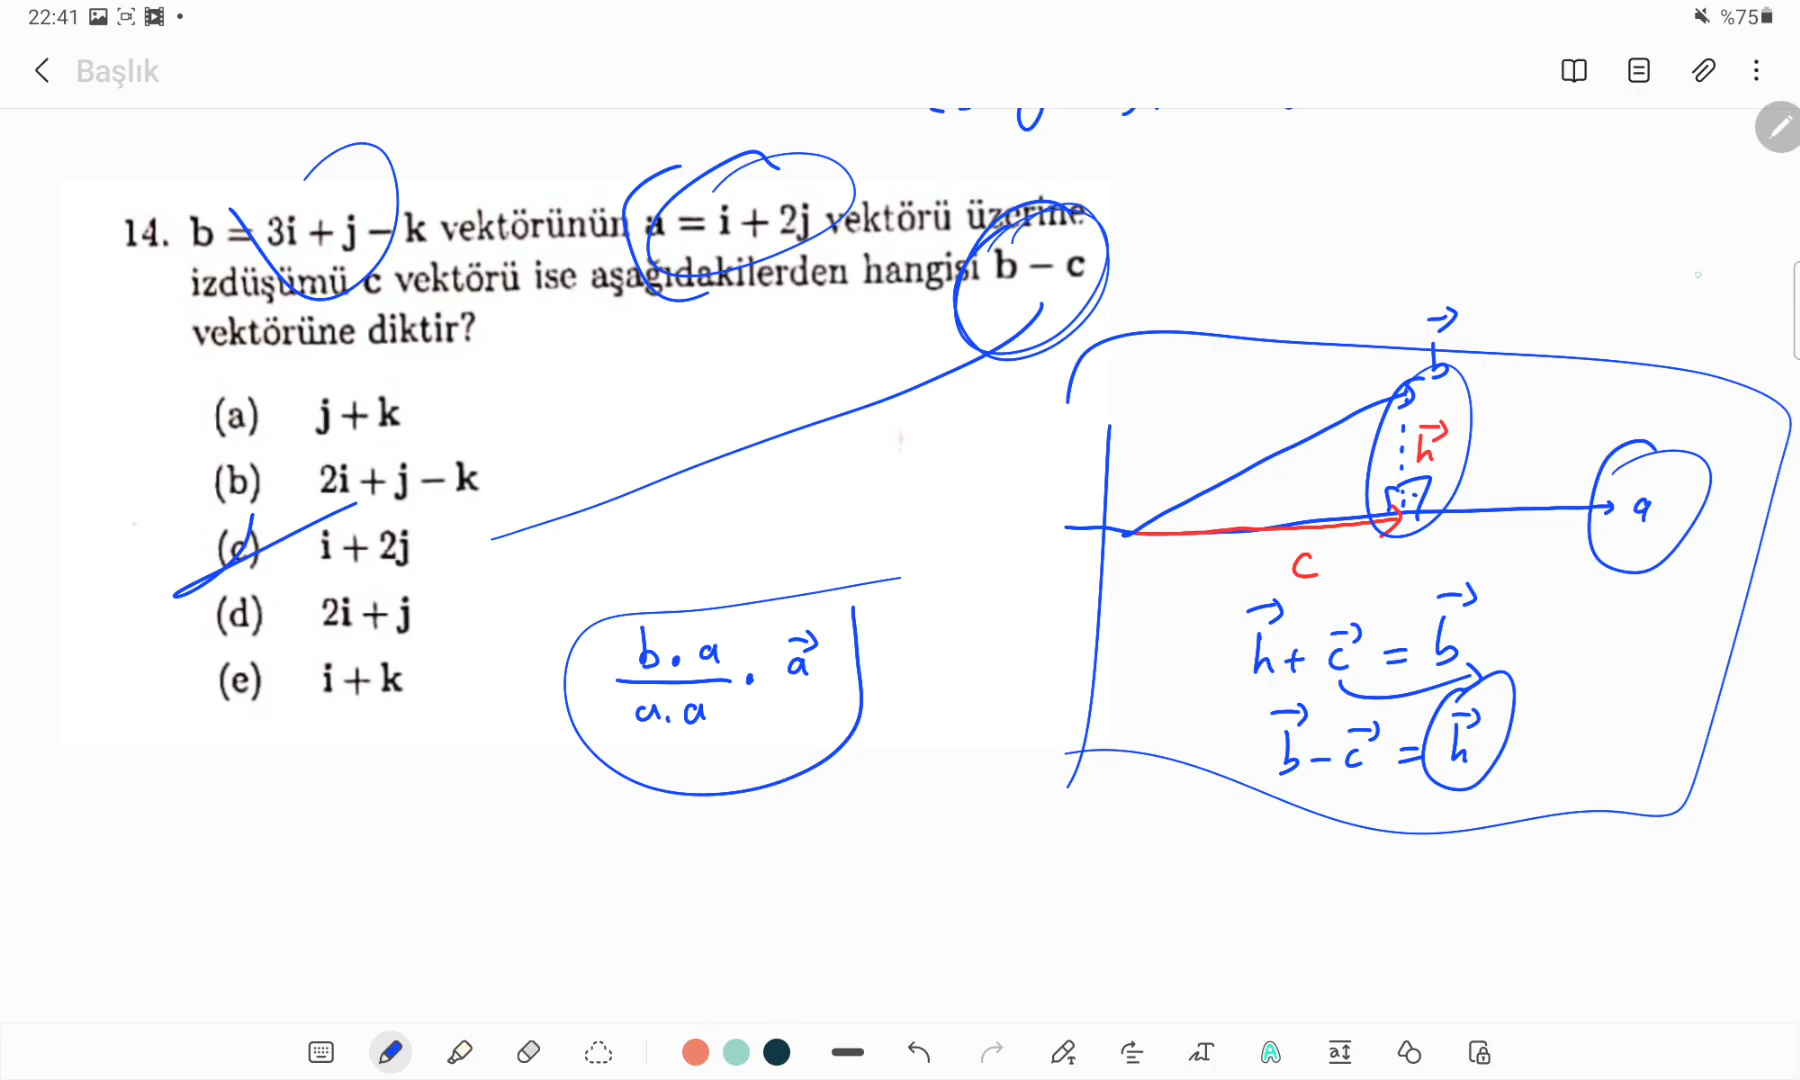 22:41
%75
Başlık
14. b = 3i + j − k vektörünün a = i + 2j vektörü üzerine
izdüşümü c vektörü ise aşağıdakilerden hangisi b − c
vektörüne diktir?
(a) j + k
(b) 2i + j − k
(c) i + 2j
(d) 2i + j
(e) i + k
b . a / a . a . a⃗
b⃗
h⃗
a
c
h⃗ + c⃗ = b⃗
b⃗ − c⃗ = h⃗